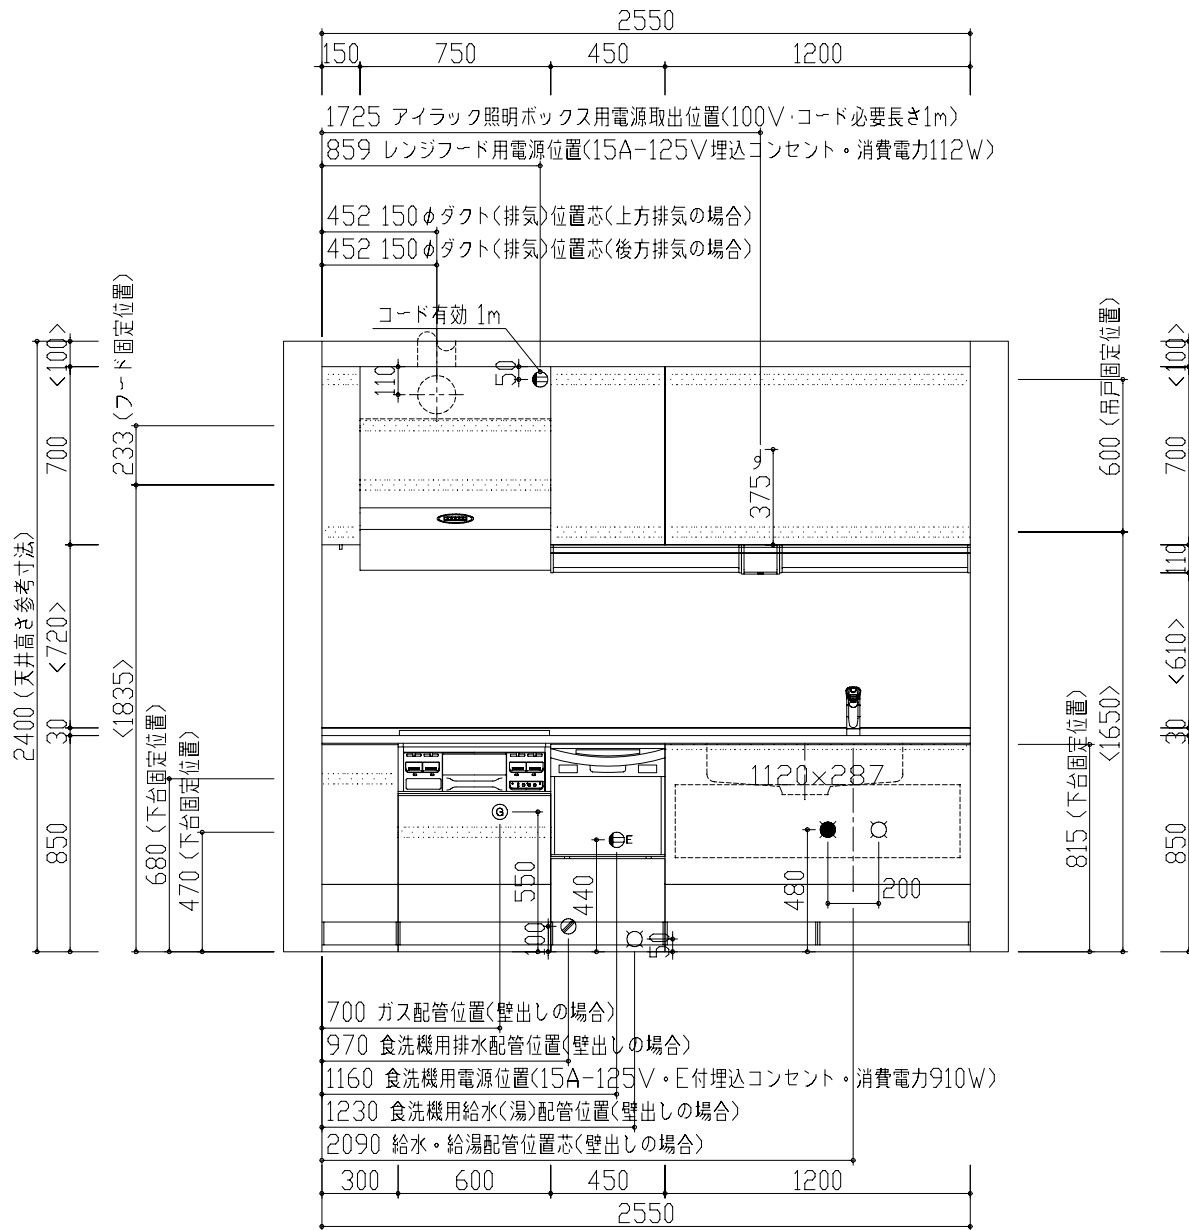 2550
150 750 450 1200
1725 アイラック照明ボックス用電源取出位置(100V・コード必要長さ1m)
859 レンジフード用電源位置(15A-125V埋込コンセント・消費電力112W)
452 150φダクト(排気)位置芯(上方排気の場合)
452 150φダクト(排気)位置芯(後方排気の場合)
コード有効 1m
110
50
375
2400(天井高さ参考寸法)
<100>
700
<720>
30
850
233(フード固定位置)
<1835>
680(下台固定位置)
470(下台固定位置)
600(吊戸固定位置)
<1650>
815(下台固定位置)
<100>
700
110
<610>
30
850
1120×287
G
E
550
440
480
200
100
50
700 ガス配管位置(壁出しの場合)
970 食洗機用排水配管位置(壁出しの場合)
1160 食洗機用電源位置(15A-125V・E付埋込コンセント・消費電力910W)
1230 食洗機用給水(湯)配管位置(壁出しの場合)
2090 給水・給湯配管位置芯(壁出しの場合)
300 600 450 1200
2550